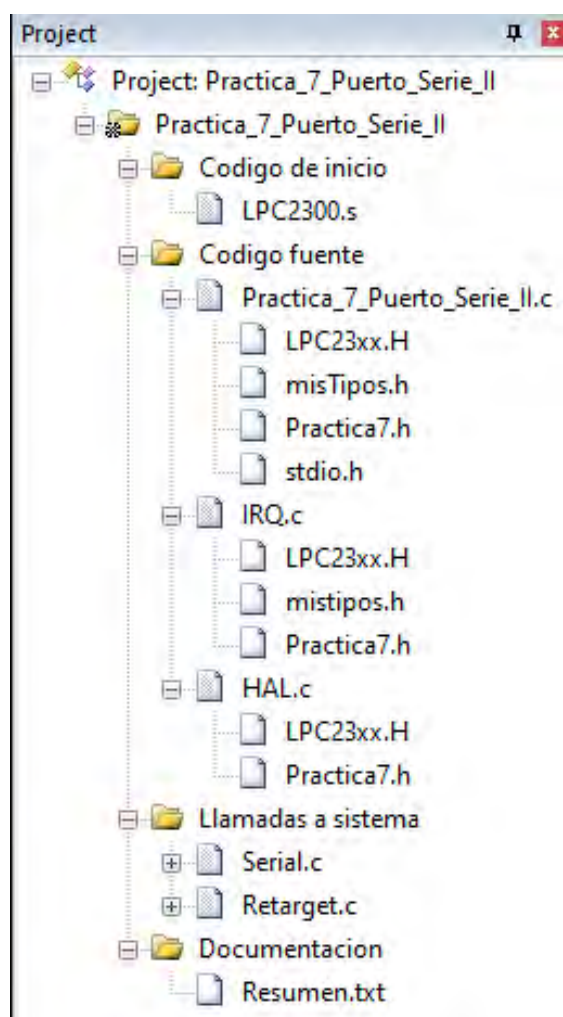 Project
Project: Practica_7_Puerto_Serie_II
Practica_7_Puerto_Serie_II
Codigo de inicio
LPC2300.s
Codigo fuente
Practica_7_Puerto_Serie_II.c
LPC23xx.H
misTipos.h
Practica7.h
stdio.h
IRQ.c
LPC23xx.H
mistipos.h
Practica7.h
HAL.c
LPC23xx.H
Practica7.h
Llamadas a sistema
Serial.c
Retarget.c
Documentacion
Resumen.txt